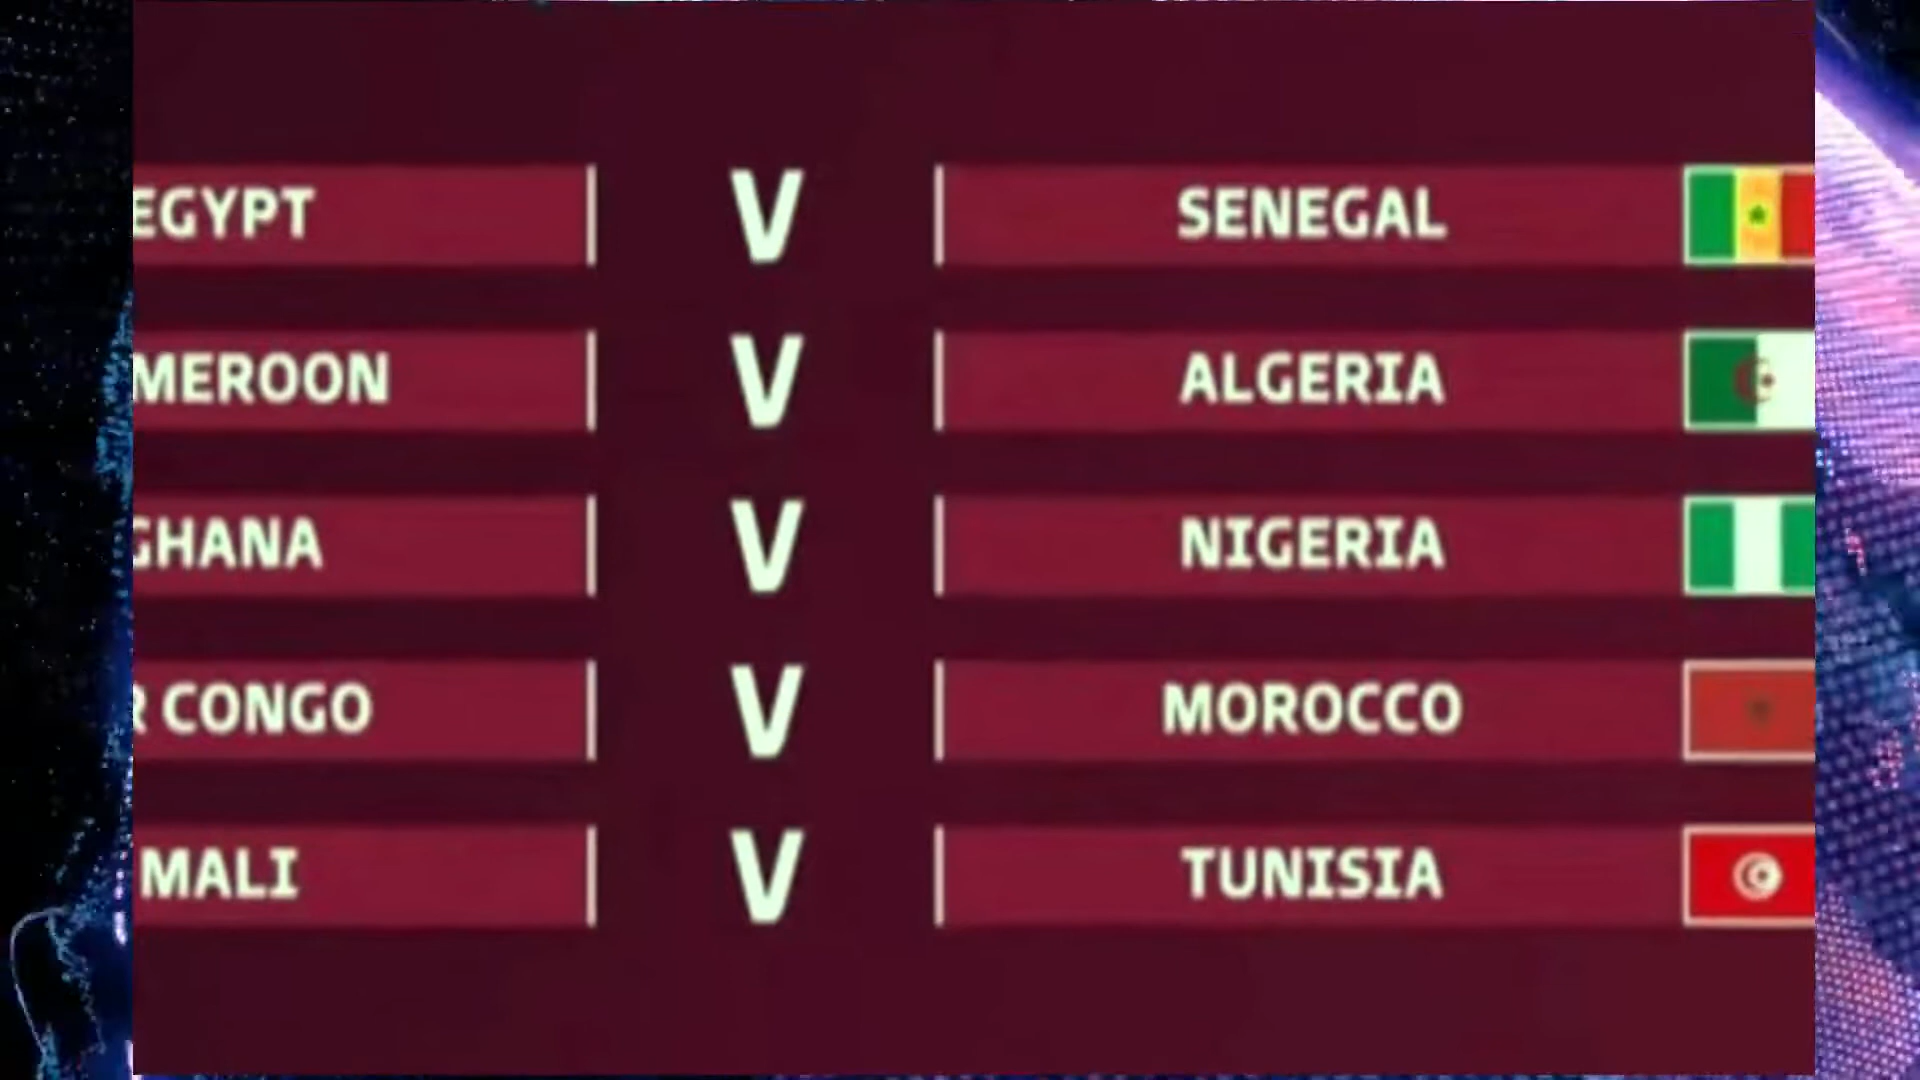 EGYPT V SENEGAL
MEROON V ALGERIA
GHANA V NIGERIA
R CONGO V MOROCCO
MALI V TUNISIA